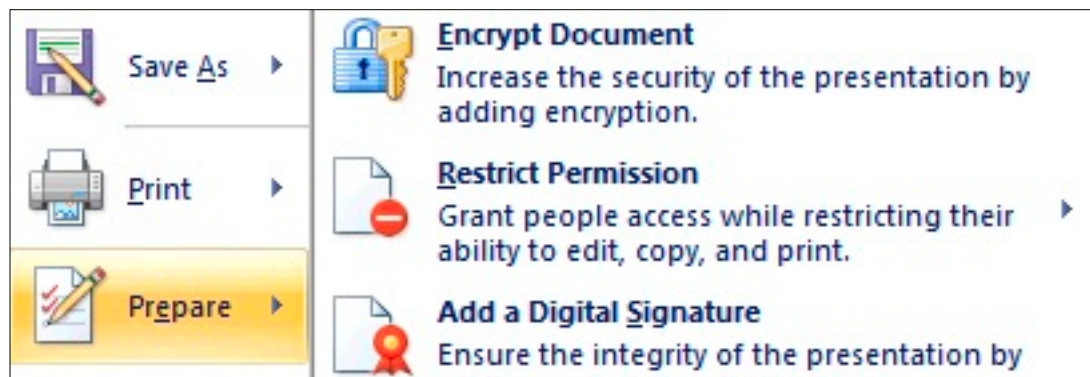 Save As
Print
Prepare
Encrypt Document
Increase the security of the presentation by
adding encryption.
Restrict Permission
Grant people access while restricting their
ability to edit, copy, and print.
Add a Digital Signature
Ensure the integrity of the presentation by